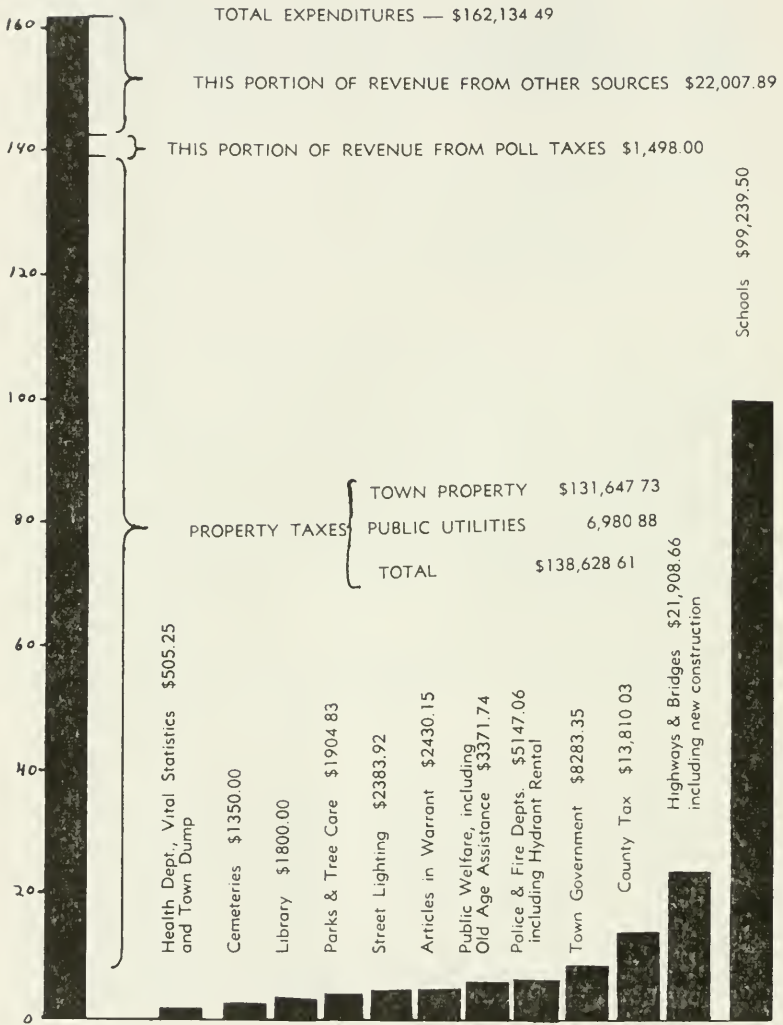 TOTAL EXPENDITURES — $162,134 49
THIS PORTION OF REVENUE FROM OTHER SOURCES $22,007.89
THIS PORTION OF REVENUE FROM POLL TAXES $1,498.00
160
140
120
100
80
60
40
20
0
PROPERTY TAXES
TOWN PROPERTY $131,647 73
PUBLIC UTILITIES 6,980 88
TOTAL $138,628 61
Health Dept., Vital Statistics $505.25
and Town Dump
Cemeteries $1350.00
Library $1800.00
Parks & Tree Care $1904 83
Street Lighting $2383.92
Articles in Warrant $2430.15
Public Welfare, including
Old Age Assistance $3371.74
Police & Fire Depts. $5147.06
including Hydrant Rental
Town Government $8283.35
County Tax $13,810 03
Highways & Bridges $21,908.66
including new construction
Schools $99,239.50